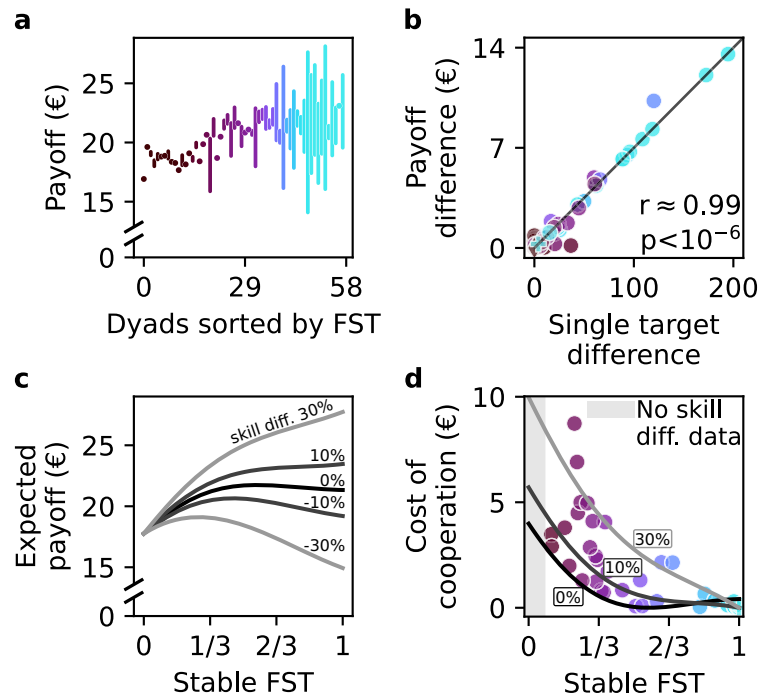 a
Payoff (€)
25
20
15
0
0
29
58
Dyads sorted by FST
b
Payoff
difference (€)
14
7
0
r ≈ 0.99
p<10⁻⁶
0
100
200
Single target
difference
c
Expected
payoff (€)
25
20
15
0
skill diff. 30%
10%
0%
-10%
-30%
0
1/3
2/3
1
Stable FST
d
Cost of
cooperation (€)
10
5
0
No skill
diff. data
30%
10%
0%
0
1/3
2/3
1
Stable FST